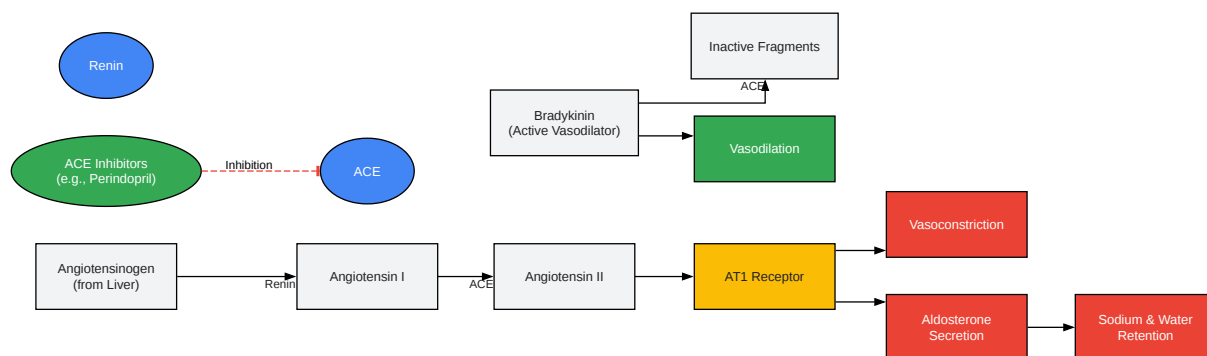 Inactive Fragments
Renin
ACE
Bradykinin
(Active Vasodilator)
Vasodilation
ACE Inhibitors
(e.g., Perindopril)
Inhibition
ACE
Vasoconstriction
Angiotensinogen
(from Liver)
Renin
Angiotensin I
ACE
Angiotensin II
AT1 Receptor
Aldosterone
Secretion
Sodium & Water
Retention